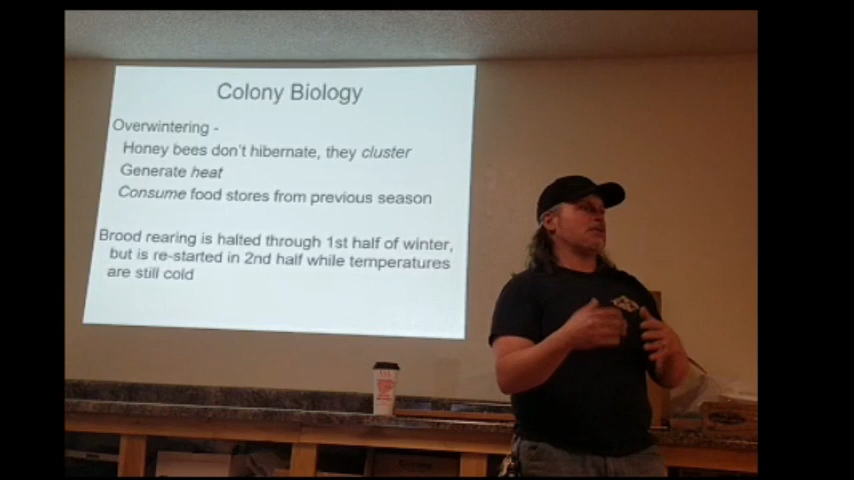 Colony Biology
Overwintering -
Honey bees don't hibernate, they cluster
Generate heat
Consume food stores from previous season
Brood rearing is halted through 1st half of winter,
but is re-started in 2nd half while temperatures
are still cold